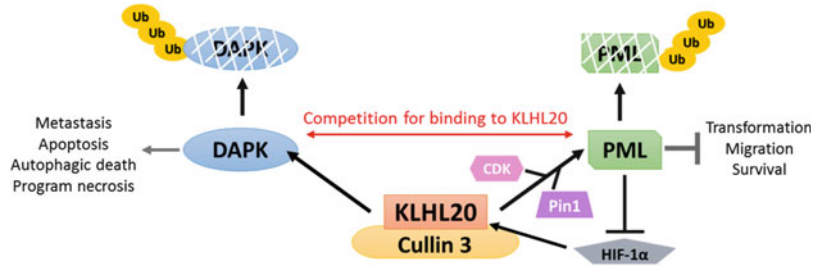 Ub
Ub
Ub
DAPK
PML
Ub
Ub
Ub
Competition for binding to KLHL20
Metastasis
Apoptosis
Autophagic death
Program necrosis
DAPK
PML
Transformation
Migration
Survival
CDK
Pin1
KLHL20
Cullin 3
HIF-1α